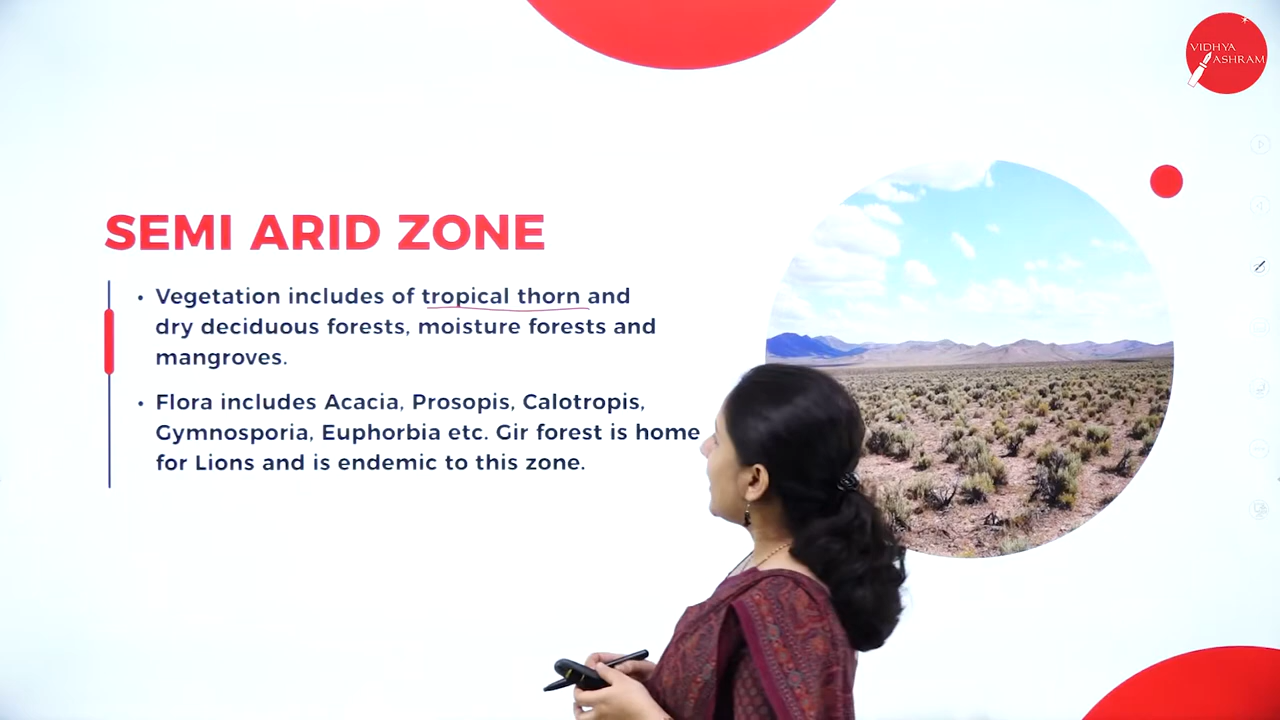 VIDHYA
ASHRAM
SEMI ARID ZONE
• Vegetation includes of tropical thorn and
dry deciduous forests, moisture forests and
mangroves.
• Flora includes Acacia, Prosopis, Calotropis,
Gymnosporia, Euphorbia etc. Gir forest is home
for Lions and is endemic to this zone.